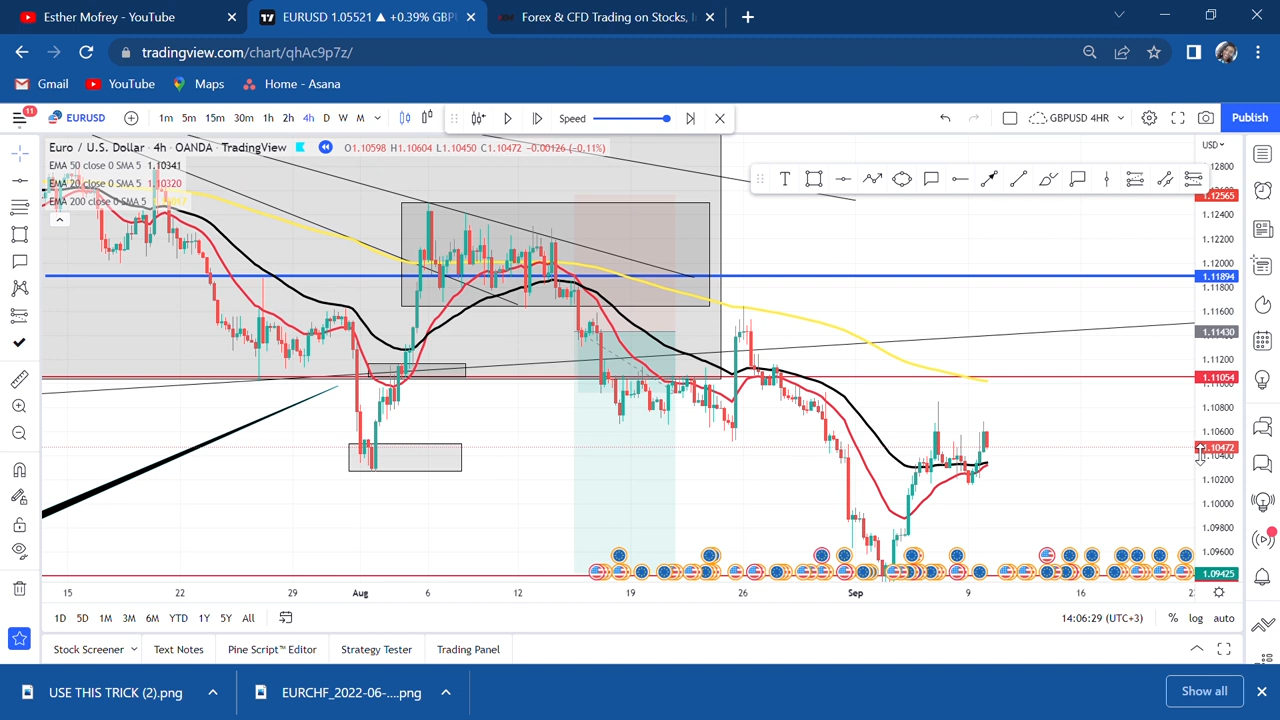 Esther Mofrey - YouTube
EURUSD 1.05521 ▲ +0.39% GBP
Forex & CFD Trading on Stocks, I
tradingview.com/chart/qhAc9p7z/
Gmail YouTube Maps Home - Asana
11 EURUSD 1m 5m 15m 30m 1h 2h 4h D W M Speed GBPUSD 4HR Publish
Euro / U.S. Dollar · 4h · OANDA · TradingView O1.10598 H1.10604 L1.10450 C1.10472 -0.00126 (-0.11%)
EMA 50 close 0 SMA 5 1.10341
EMA 20 close 0 SMA 5 1.10320
EMA 200 close 0 SMA 5
USD
1.12800
1.12565
1.12400
1.12200
1.12000
1.11894
1.11800
1.11600
1.11430
1.11200
1.11054
1.10800
1.10600
1.10472
1.10400
1.10200
1.10000
1.09800
1.09600
1.09425
15 22 29 Aug 6 12 19 26 Sep 9 16
1D 5D 1M 3M 6M YTD 1Y 5Y All 14:06:29 (UTC+3) % log auto
Stock Screener Text Notes Pine Script™ Editor Strategy Tester Trading Panel
USE THIS TRICK (2).png EURCHF_2022-06-....png Show all